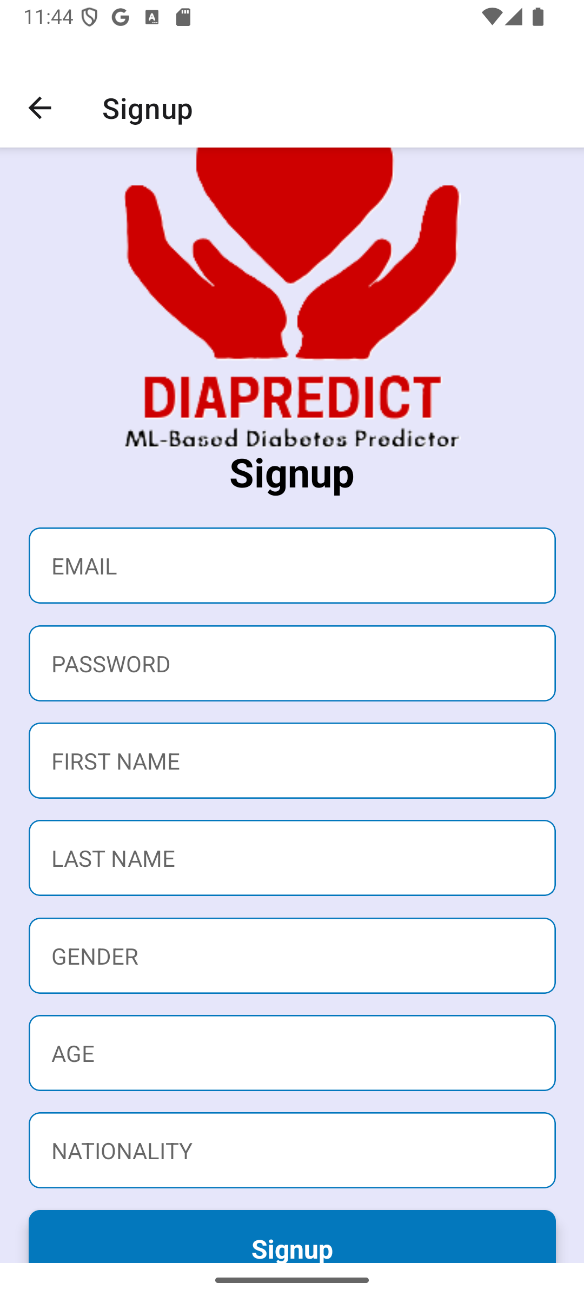 11:44
Signup
DIAPREDICT
ML-Based Diabetes Predictor
Signup
EMAIL
PASSWORD
FIRST NAME
LAST NAME
GENDER
AGE
NATIONALITY
Signup